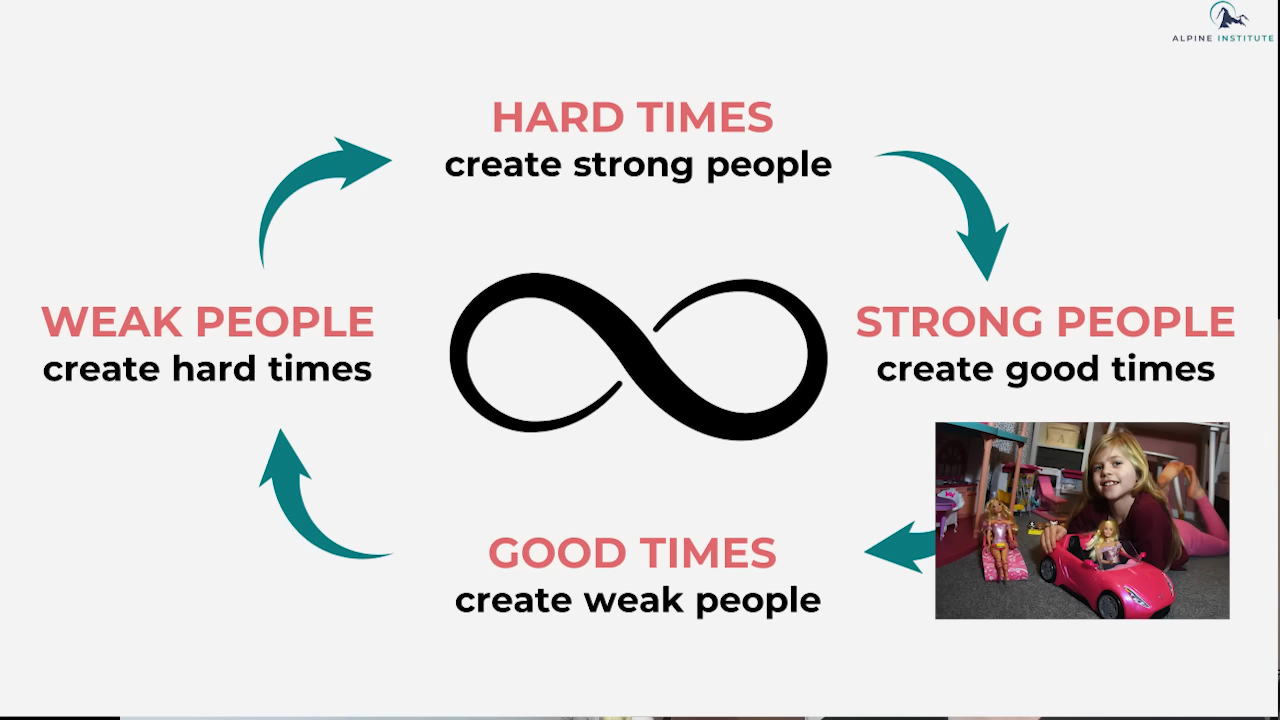 ALPINE INSTITUTE
HARD TIMES
create strong people
WEAK PEOPLE
create hard times
STRONG PEOPLE
create good times
GOOD TIMES
create weak people